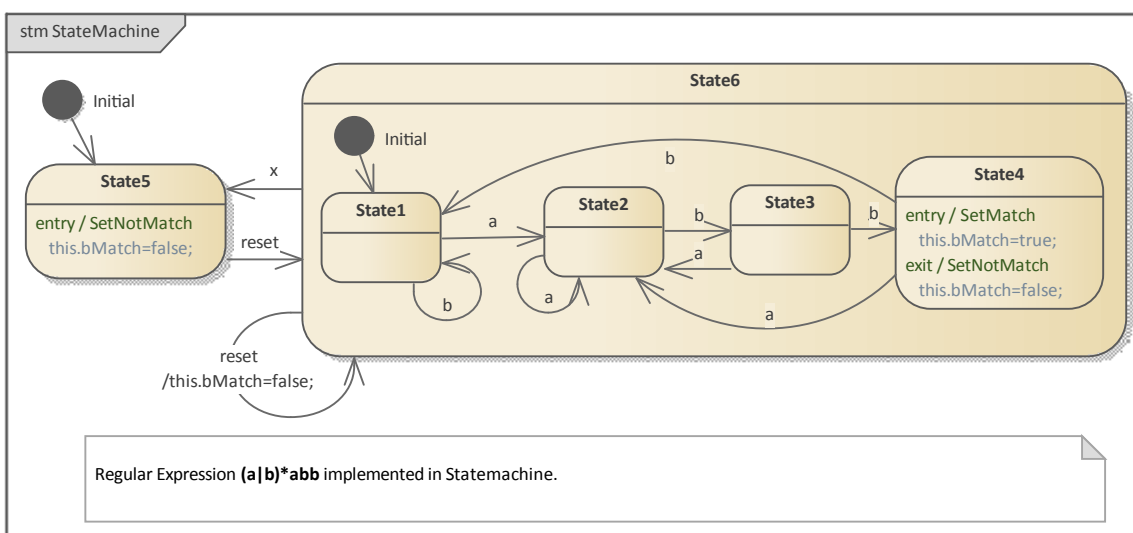 stm StateMachine
State6
Initial
Initial
x
b
State5
entry / SetNotMatch
this.bMatch=false;
reset
State1
a
b
State2
a
b
a
State3
b
State4
entry / SetMatch
this.bMatch=true;
exit / SetNotMatch
this.bMatch=false;
a
reset
/this.bMatch=false;
Regular Expression (a|b)*abb implemented in Statemachine.